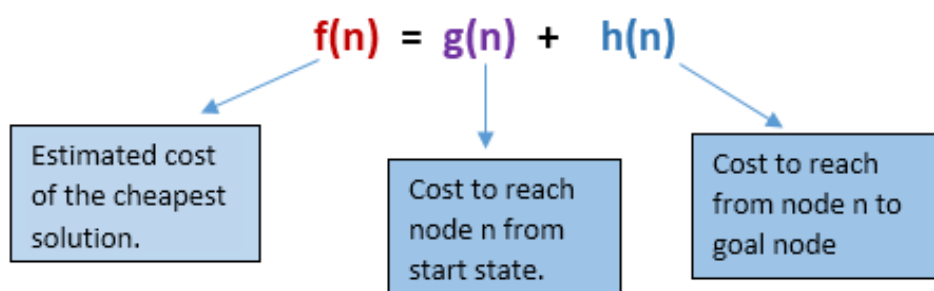 f(n) = g(n) + h(n)
Estimated cost
of the cheapest
solution.
Cost to reach
node n from
start state.
Cost to reach
from node n to
goal node